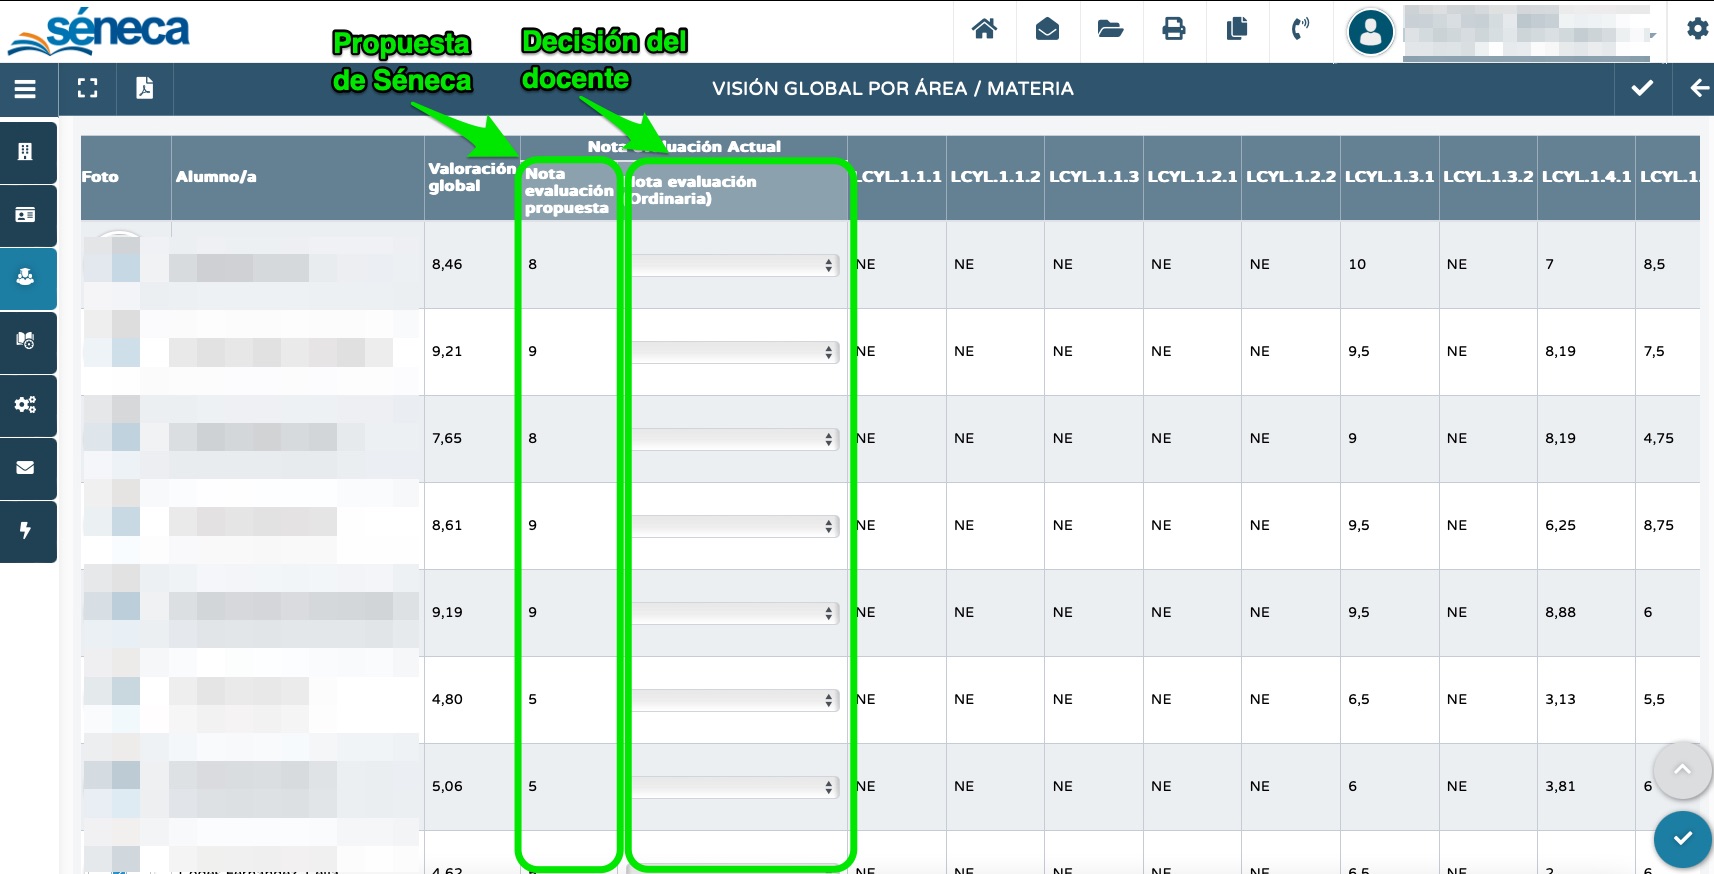 séneca
Propuesta
de Séneca
Decisión del
docente
VISIÓN GLOBAL POR ÁREA / MATERIA
Nota evaluación Actual
Foto Alumno/a Valoración global Nota evaluación propuesta Nota evaluación (Ordinaria) LCYL.1.1.1 LCYL.1.1.2 LCYL.1.1.3 LCYL.1.2.1 LCYL.1.2.2 LCYL.1.3.1 LCYL.1.3.2 LCYL.1.4.1 LCYL.1.
8,46 8 NE NE NE NE NE 10 NE 7 8,5
9,21 9 NE NE NE NE NE 9,5 NE 8,19 7,5
7,65 8 NE NE NE NE NE 9 NE 8,19 4,75
8,61 9 NE NE NE NE NE 9,5 NE 6,25 8,75
9,19 9 NE NE NE NE NE 9,5 NE 8,88 6
4,80 5 NE NE NE NE NE 6,5 NE 3,13 5,5
5,06 5 NE NE NE NE NE 6 NE 3,81 6
4,62 NE NE NE NE NE 6,5 NE 2 6